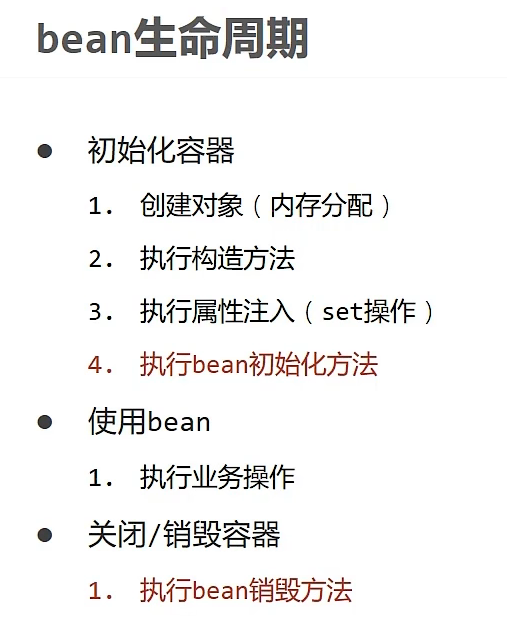 bean生命周期
● 初始化容器
1. 创建对象（内存分配）
2. 执行构造方法
3. 执行属性注入（set操作）
4. 执行bean初始化方法
● 使用bean
1. 执行业务操作
● 关闭/销毁容器
1. 执行bean销毁方法